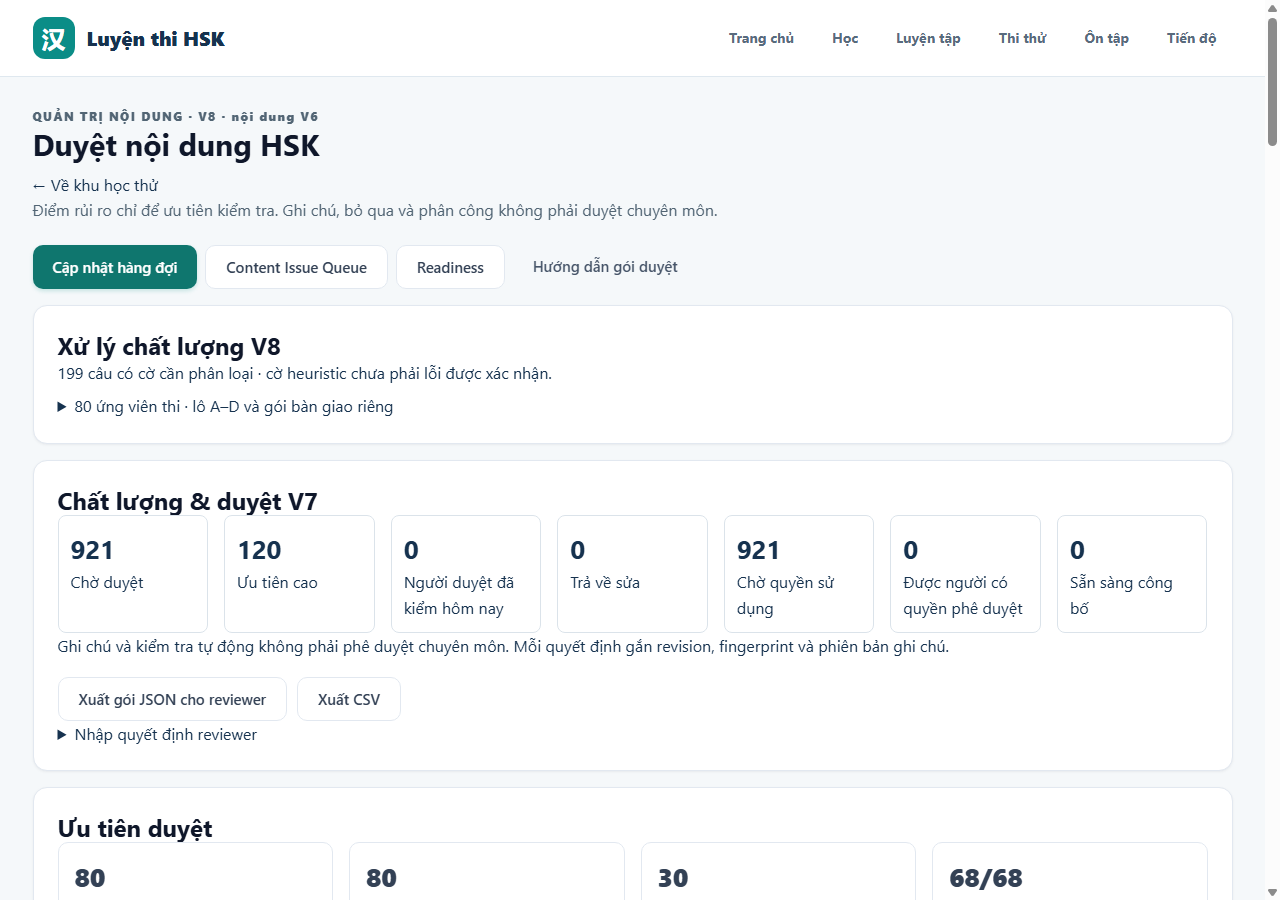 汉 Luyện thi HSK
Trang chủ Học Luyện tập Thi thử Ôn tập Tiến độ
QUẢN TRỊ NỘI DUNG · V8 · nội dung V6
Duyệt nội dung HSK
← Về khu học thử
Điểm rủi ro chỉ để ưu tiên kiểm tra. Ghi chú, bỏ qua và phân công không phải duyệt chuyên môn.
Cập nhật hàng đợi Content Issue Queue Readiness Hướng dẫn gói duyệt
Xử lý chất lượng V8
199 câu có cờ cần phân loại · cờ heuristic chưa phải lỗi được xác nhận.
▶ 80 ứng viên thi · lô A–D và gói bàn giao riêng
Chất lượng & duyệt V7
921
Chờ duyệt
120
Ưu tiên cao
0
Người duyệt đã
kiểm hôm nay
0
Trả về sửa
921
Chờ quyền sử
dụng
0
Được người có
quyền phê duyệt
0
Sẵn sàng công
bố
Ghi chú và kiểm tra tự động không phải phê duyệt chuyên môn. Mỗi quyết định gắn revision, fingerprint và phiên bản ghi chú.
Xuất gói JSON cho reviewer Xuất CSV
▶ Nhập quyết định reviewer
Ưu tiên duyệt
80 80 30 68/68